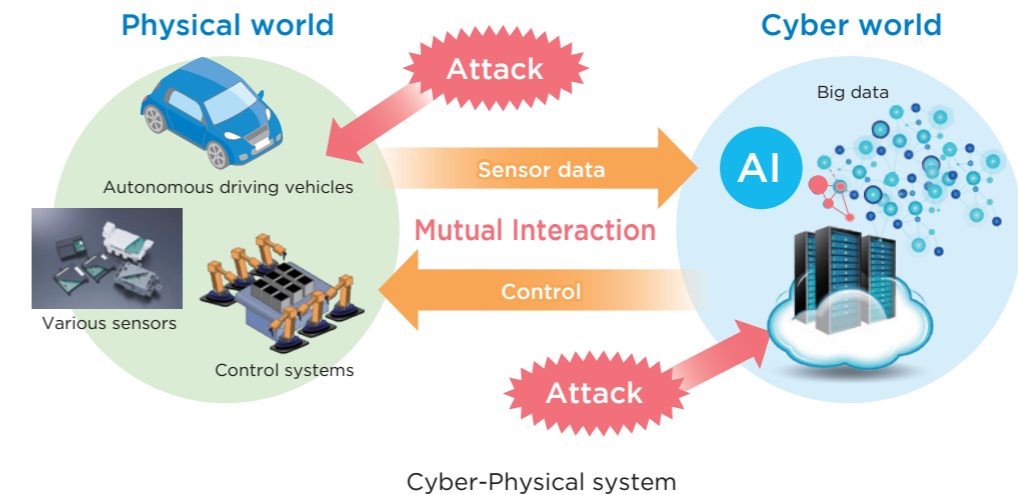 Physical world
Cyber world
Attack
Big data
Autonomous driving vehicles
Sensor data
AI
Mutual Interaction
Various sensors
Control
Control systems
Attack
Cyber-Physical system